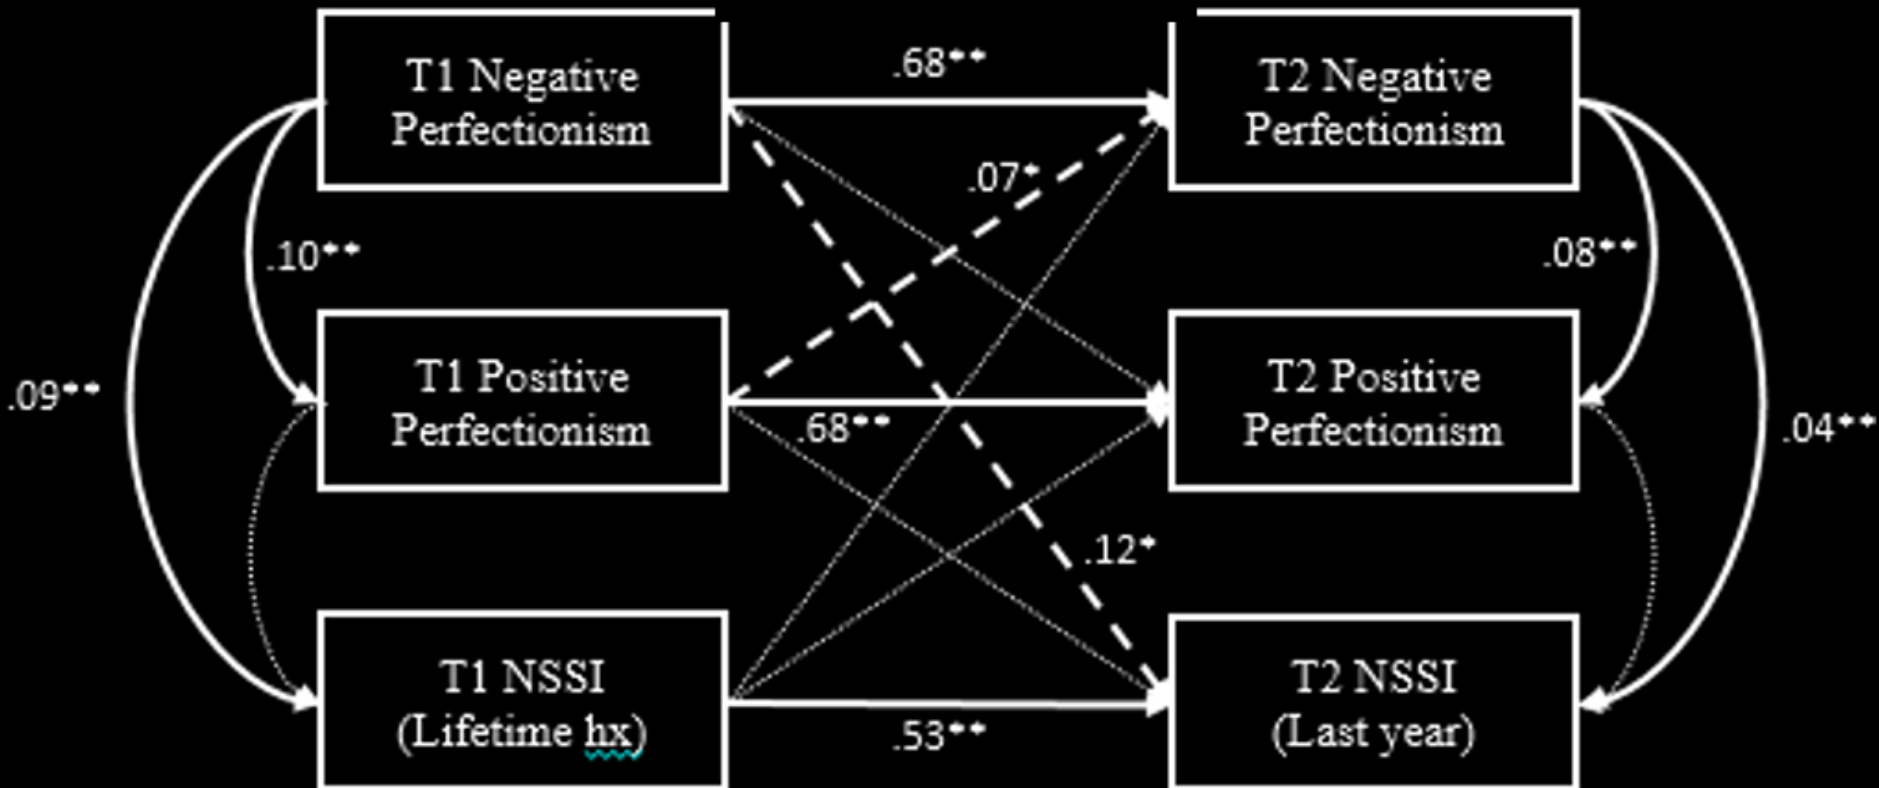 T1 Negative
Perfectionism
.68**
T2 Negative
Perfectionism
.07*
.10**
.08**
T1 Positive
Perfectionism
T2 Positive
Perfectionism
.09**
.68**
.04**
.12*
T1 NSSI
(Lifetime hx)
.53**
T2 NSSI
(Last year)